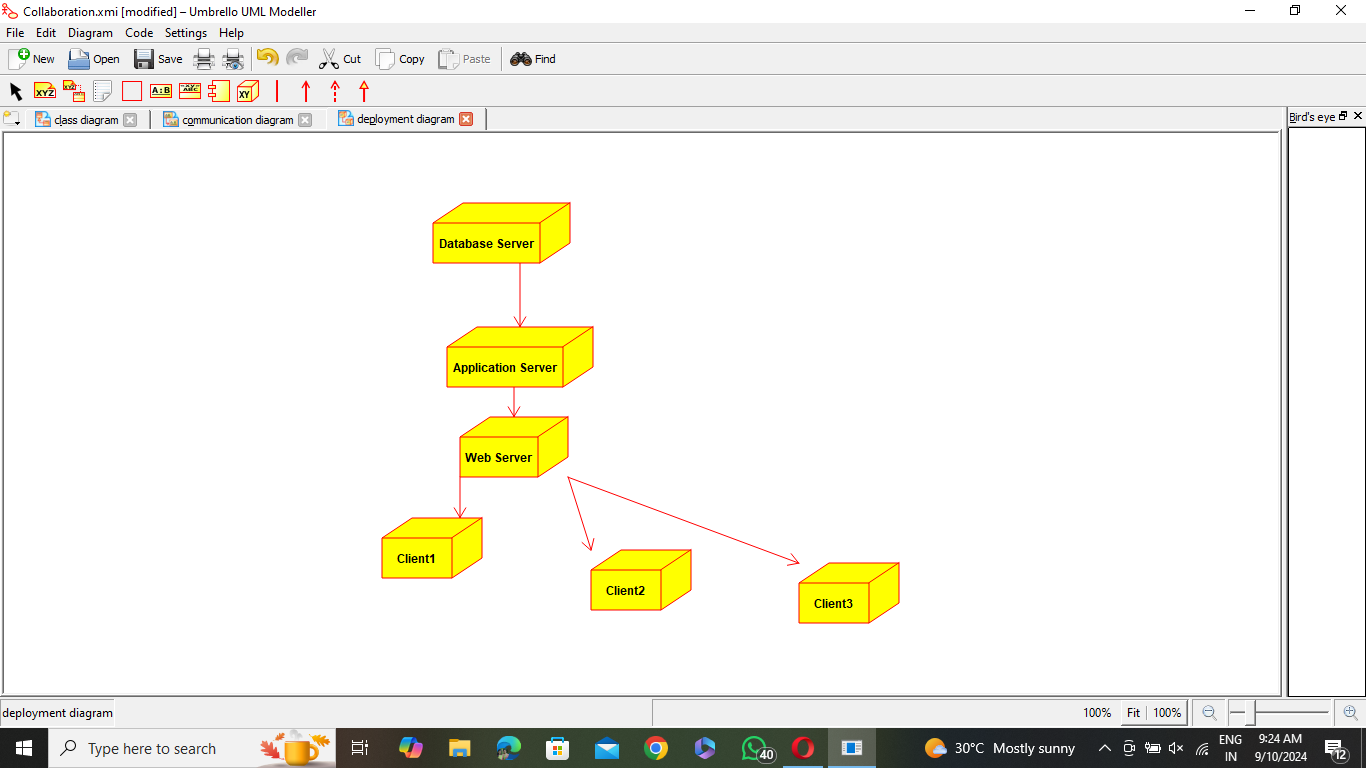 Collaboration.xmi [modified] – Umbrello UML Modeller
File Edit Diagram Code Settings Help
New Open Save Cut Copy Paste Find
XYZ XYZ A:B ABC XY
class diagram communication diagram deployment diagram Bird's eye
Database Server
Application Server
Web Server
Client1
Client2
Client3
deployment diagram 100% Fit 100%
Type here to search 40 30°C Mostly sunny ENG IN 9:24 AM 9/10/2024 12